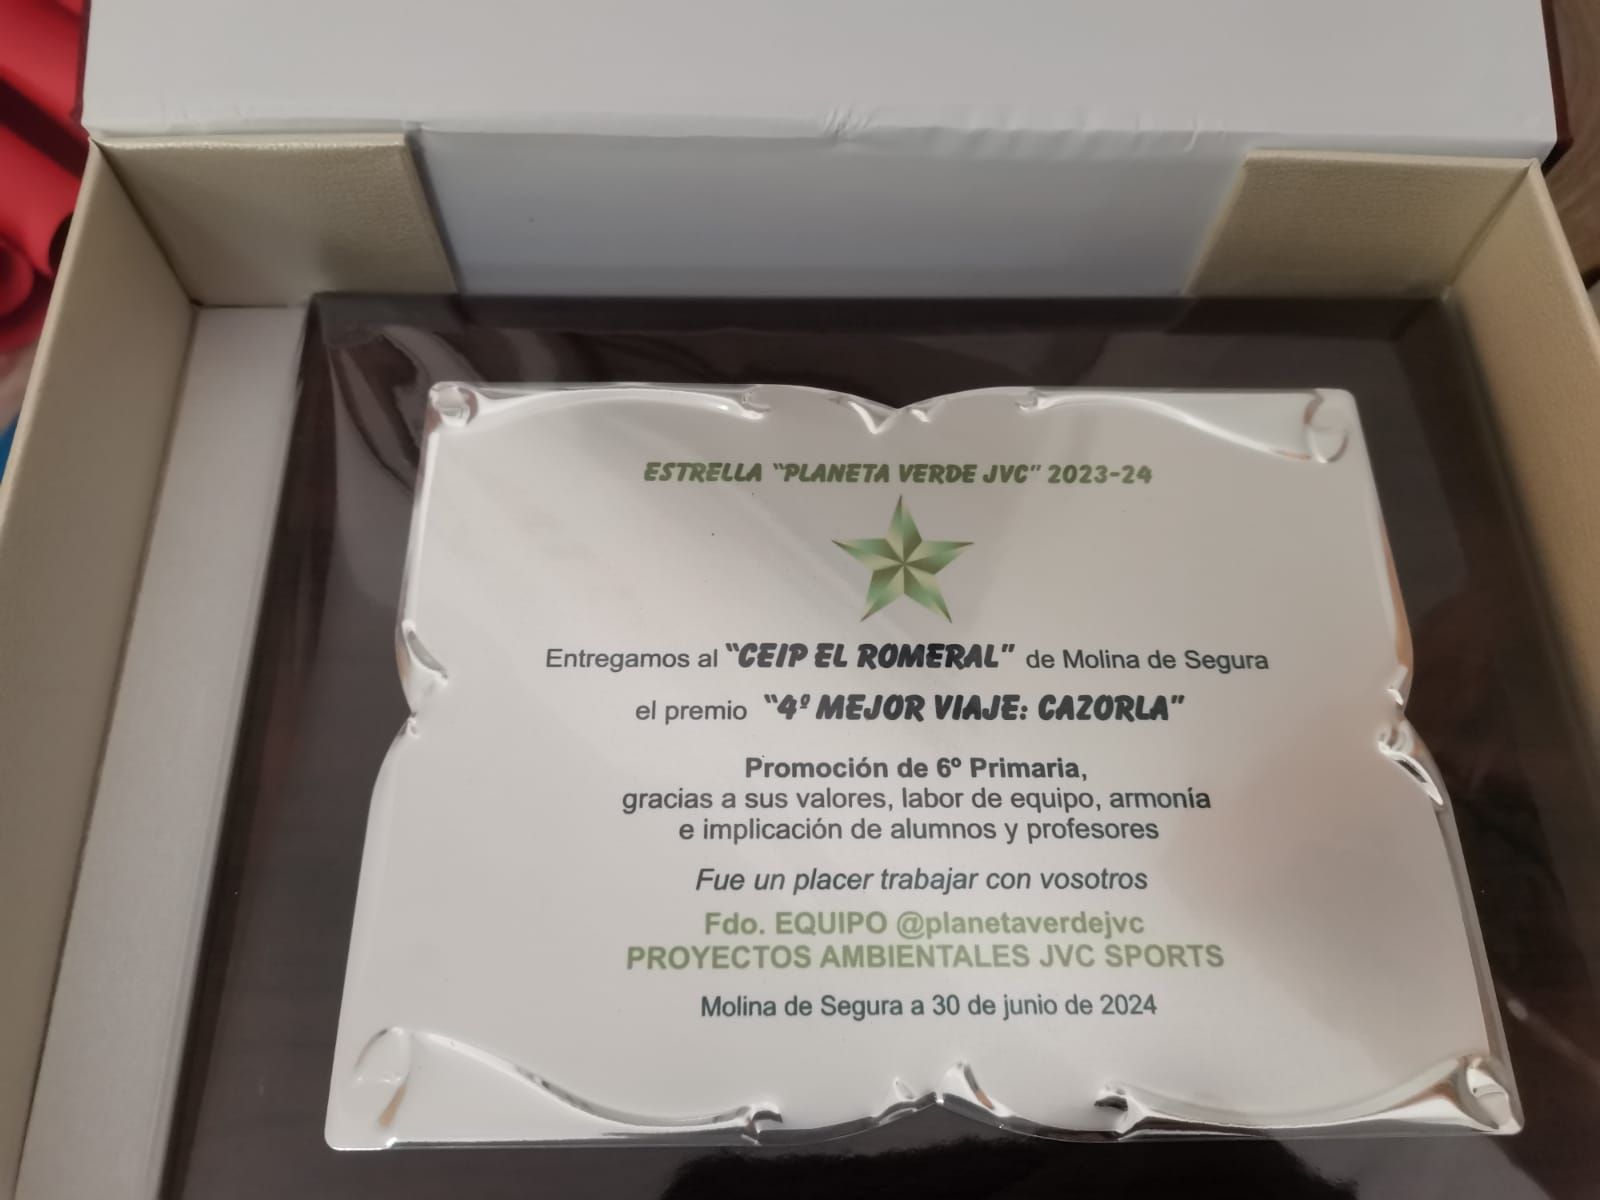 ESTRELLA "PLANETA VERDE JVC" 2023-24
Entregamos al "CEIP EL ROMERAL" de Molina de Segura
el premio "4º MEJOR VIAJE: CAZORLA"
Promoción de 6º Primaria,
gracias a sus valores, labor de equipo, armonía
e implicación de alumnos y profesores
Fue un placer trabajar con vosotros
Fdo. EQUIPO @planetaverdejvc
PROYECTOS AMBIENTALES JVC SPORTS
Molina de Segura a 30 de junio de 2024